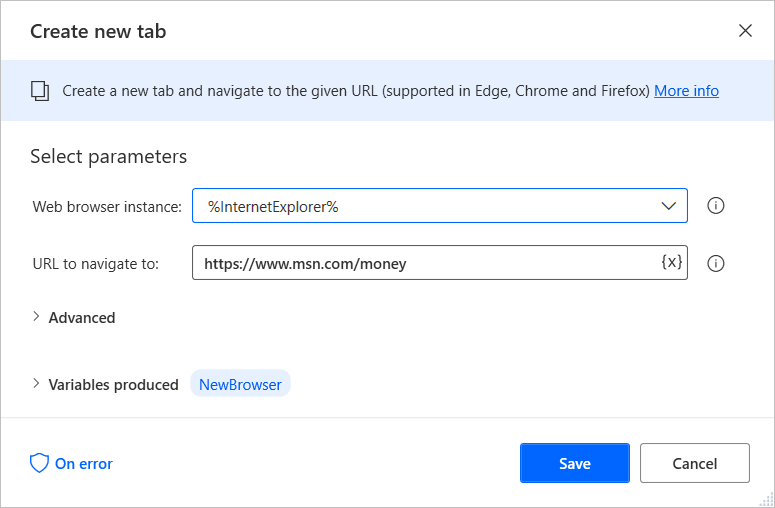 Create new tab
Create a new tab and navigate to the given URL (supported in Edge, Chrome and Firefox) More info
Select parameters
Web browser instance: %InternetExplorer%
URL to navigate to: https://www.msn.com/money {x}
Advanced
Variables produced NewBrowser
On error Save Cancel